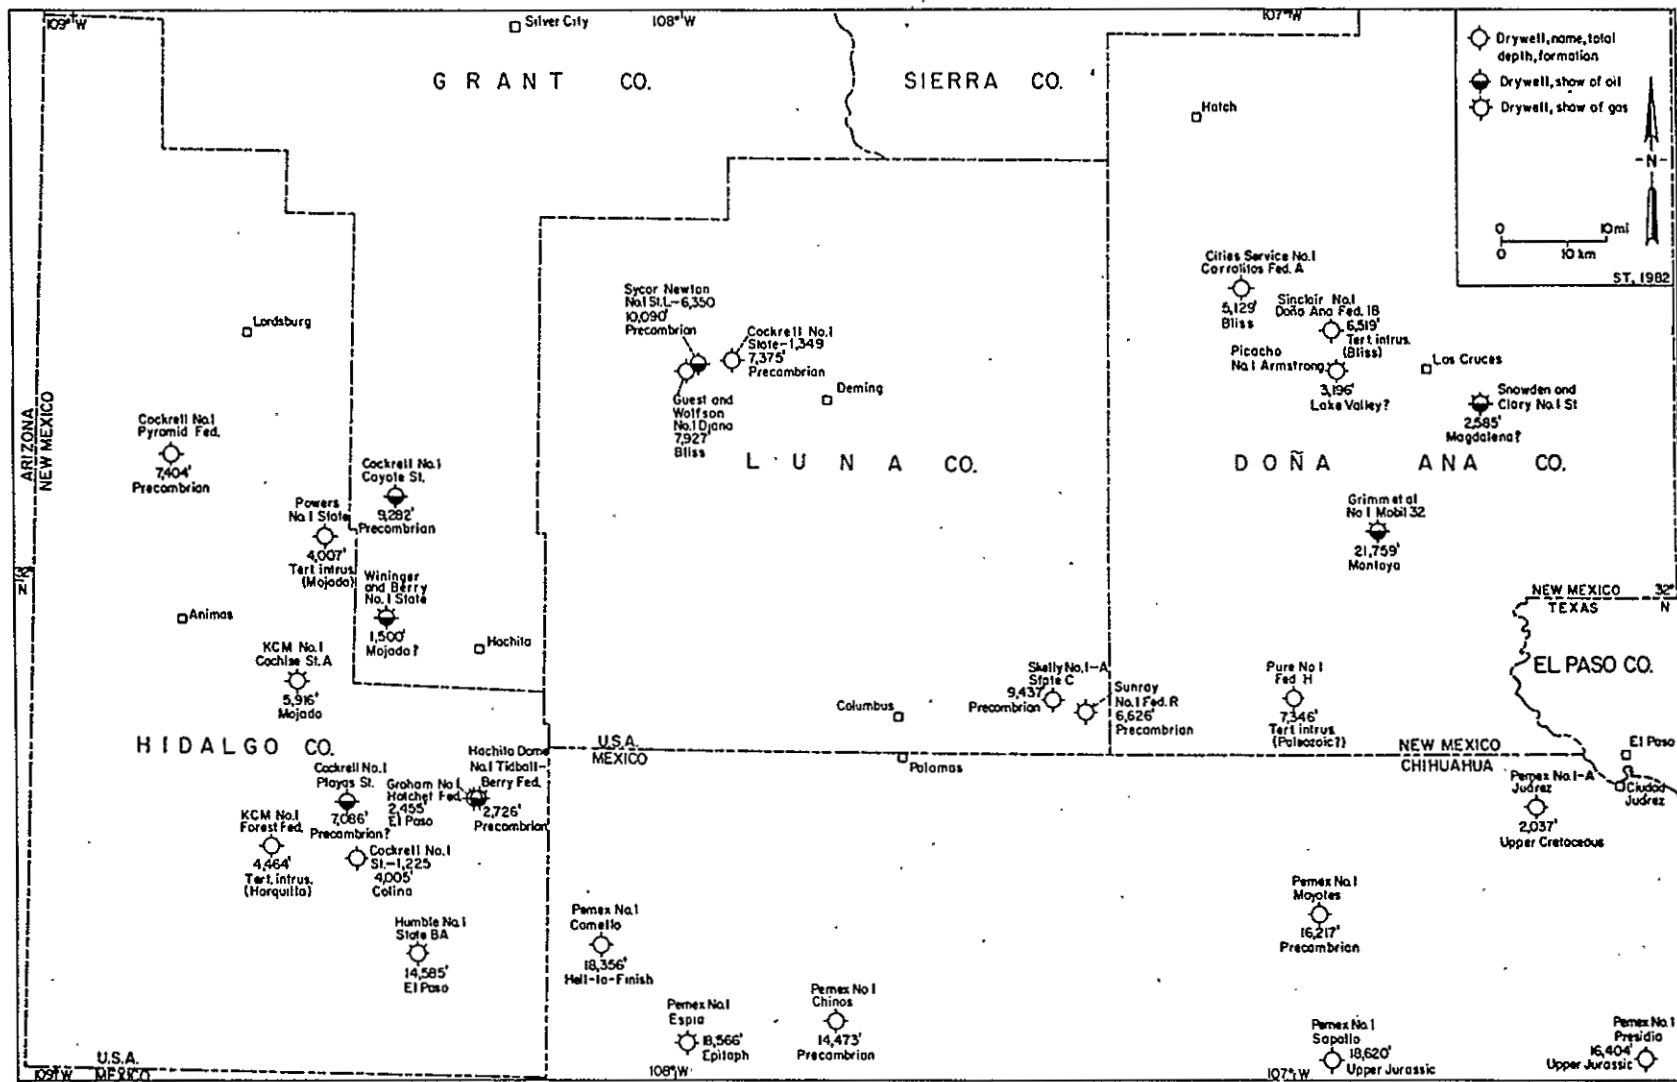 109° W
Silver City
108° W
107° W
GRANT CO.
SIERRA CO.
Hatch
Drywell, name, total
depth, formation
Drywell, show of oil
Drywell, show of gas
N
0 10 mi
0 10 km
ST, 1982
Lordsburg
ARIZONA
NEW MEXICO
Sycor Newton
No.1 St.L-6,350
10,090'
Precambrian
Cockrell No.1
State-1,349
7,375'
Precambrian
Guest and
Wolfson
No.1 Diana
7,927'
Bliss
Deming
LUNA CO.
Cities Service No.1
Corralitos Fed. A
5,129'
Bliss
Sinclair No.1
Doña Ana Fed. 18
6,519'
Tert. intrus.
(Bliss)
Picacho
No.1 Armstrong
3,196'
Lake Valley?
Las Cruces
Snowden and
Clary No.1 St
2,585'
Magdalena?
DOÑA ANA CO.
Grimm et al
No 1 Mobil 32
21,759'
Montoya
Cockrell No.1
Pyramid Fed.
7,404'
Precambrian
Cockrell No.1
Coyote St.
9,282'
Precambrian
Powers
No.1 State
4,007'
Tert. intrus.
(Mojado)
32°
N
Wininger
and Berry
No.1 State
1,500'
Mojado?
Animas
Hachita
KCM No.1
Cochise St. A
5,916'
Mojado
NEW MEXICO
TEXAS
32°
N
EL PASO CO.
Skelly No.1-A
State C
9,437'
Precambrian
Sunray
No.1 Fed. R
6,626'
Precambrian
Columbus
Pure No 1
Fed H
7,346'
Tert. intrus.
(Paleozoic?)
HIDALGO CO.
U.S.A.
MEXICO
Palomas
NEW MEXICO
CHIHUAHUA
El Paso
Ciudad
Juárez
Pemex No.1-A
Juárez
2,037'
Upper Cretaceous
Cockrell No.1
Playas St.
7,086'
Precambrian?
Graham No.1
Hatchet Fed.
2,455'
El Paso
Hachita Dome
No.1 Tidball-
Berry Fed.
2,726'
Precambrian
KCM No.1
Forest Fed.
4,464'
Tert. intrus.
(Horquilla)
Cockrell No.1
St.-1,225
4,005'
Colina
Humble No.1
State BA
14,585'
El Paso
Pemex No.1
Camello
18,356'
Hell-to-Finish
Pemex No.1
Moyotes
16,217'
Precambrian
Pemex No.1
Espia
18,566'
Epitaph
Pemex No 1
Chinos
14,473'
Precambrian
Pemex No.1
Sapallo
18,620'
Upper Jurassic
Pemex No.1
Presidio
16,404'
Upper Jurassic
U.S.A.
MEXICO
109° W
108° W
107° W